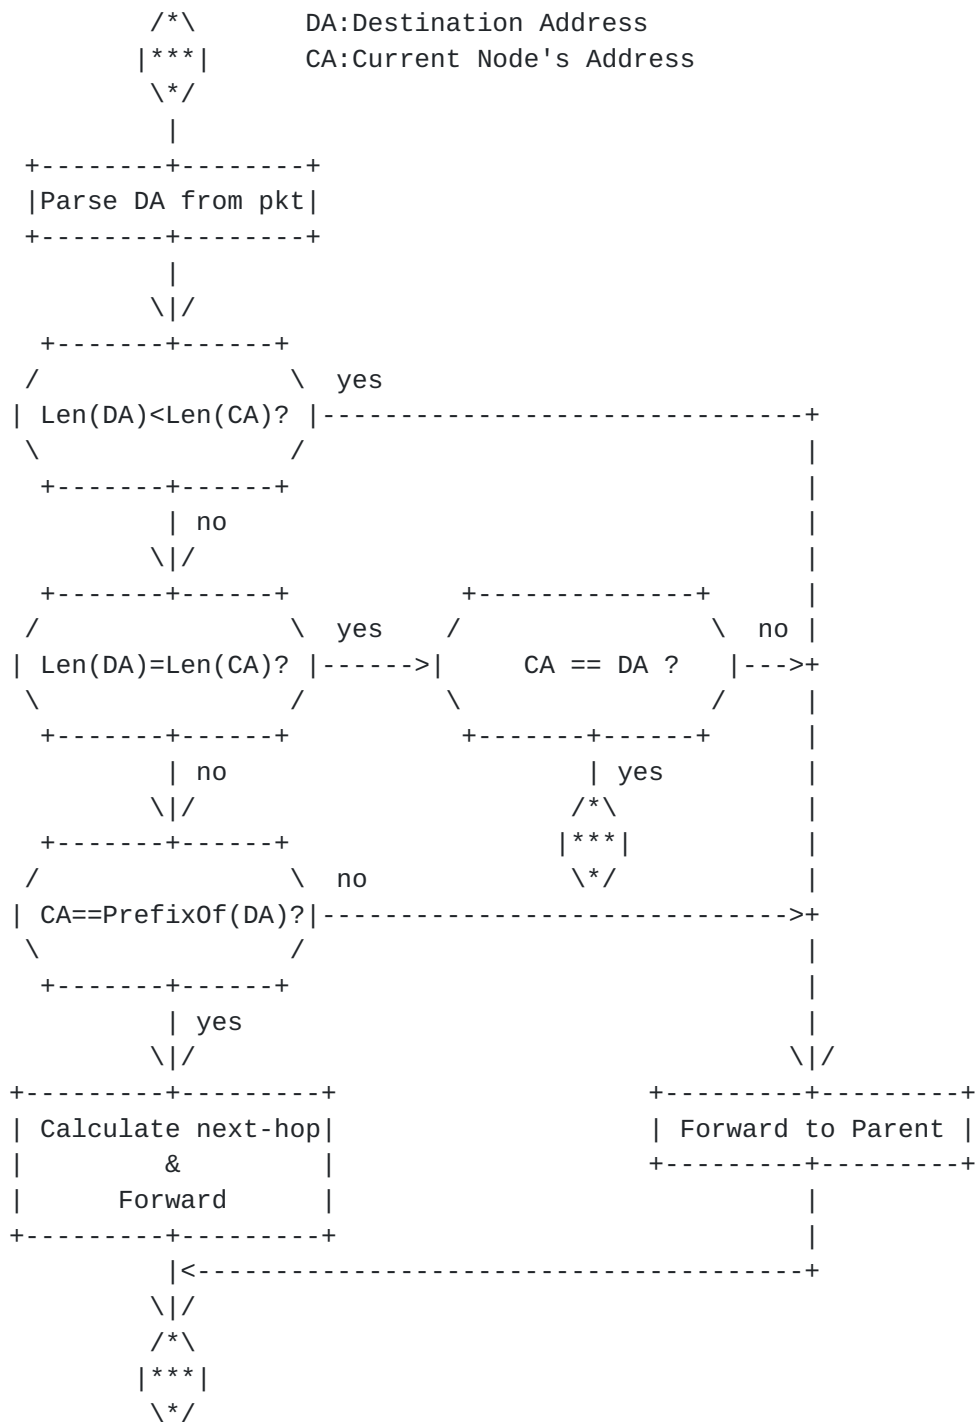 DA:Destination Address
CA:Current Node's Address
Parse DA from pkt
yes
Len(DA)<Len(CA)?
no
yes no
Len(DA)=Len(CA)? CA == DA ?
no yes
no
CA==PrefixOf(DA)?
yes
Calculate next-hop Forward to Parent
&
Forward